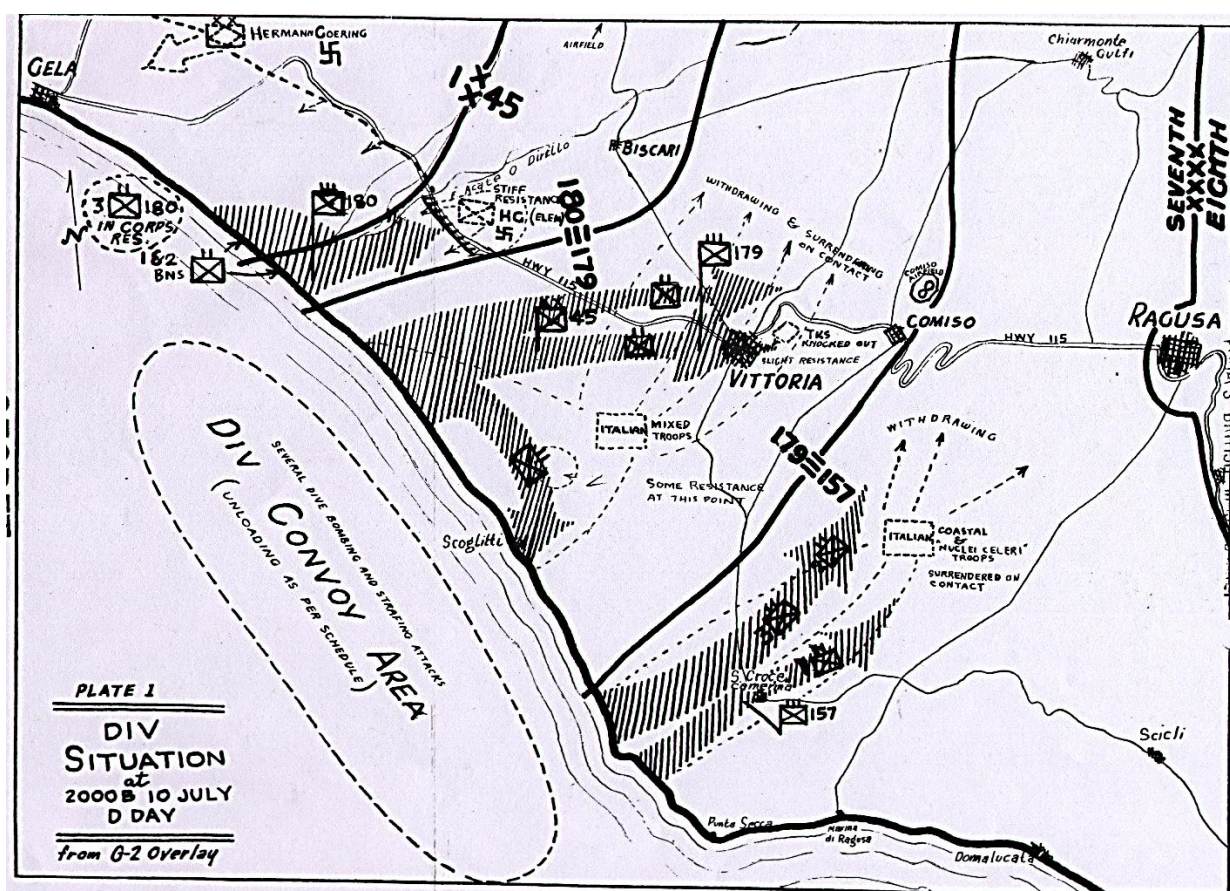 HERMANN GOERING
GELA
AIRFIELD
Chiarmonte
Gulfi
1 X 45
X
BISCARI
F. Acate O Dirillo
STIFF
RESISTANCE
HG (ELEM)
3 180
IN CORPS
RES.
180
1&2
BNS
N
180 = 179
HWY 115
WITHDRAWING & SURRENDERING
ON CONTACT
179
SEVENTH
XXXX
EIGHTH
COMISO
AIRFIELD
8
COMISO
RAGUSA
HWY 115
45
TKS
KNOCKED OUT
SLIGHT RESISTANCE
VITTORIA
ITALIAN
MIXED
TROOPS
SOME RESISTANCE
AT THIS POINT
179 = 157
WITHDRAWING
ITALIAN
COASTAL
&
NUCLEI CELERI
TROOPS
SURRENDERED ON
CONTACT
Scoglitti
SEVERAL DIVE BOMBING AND STRAFING ATTACKS
DIV CONVOY AREA
(UNLOADING AS PER SCHEDULE)
S. Croce
Camerina
157
Scicli
Punta Secca
Marina
di Ragusa
Domalucata
PLATE 1
DIV
SITUATION
at
2000B 10 JULY
D DAY
from G-2 Overlay